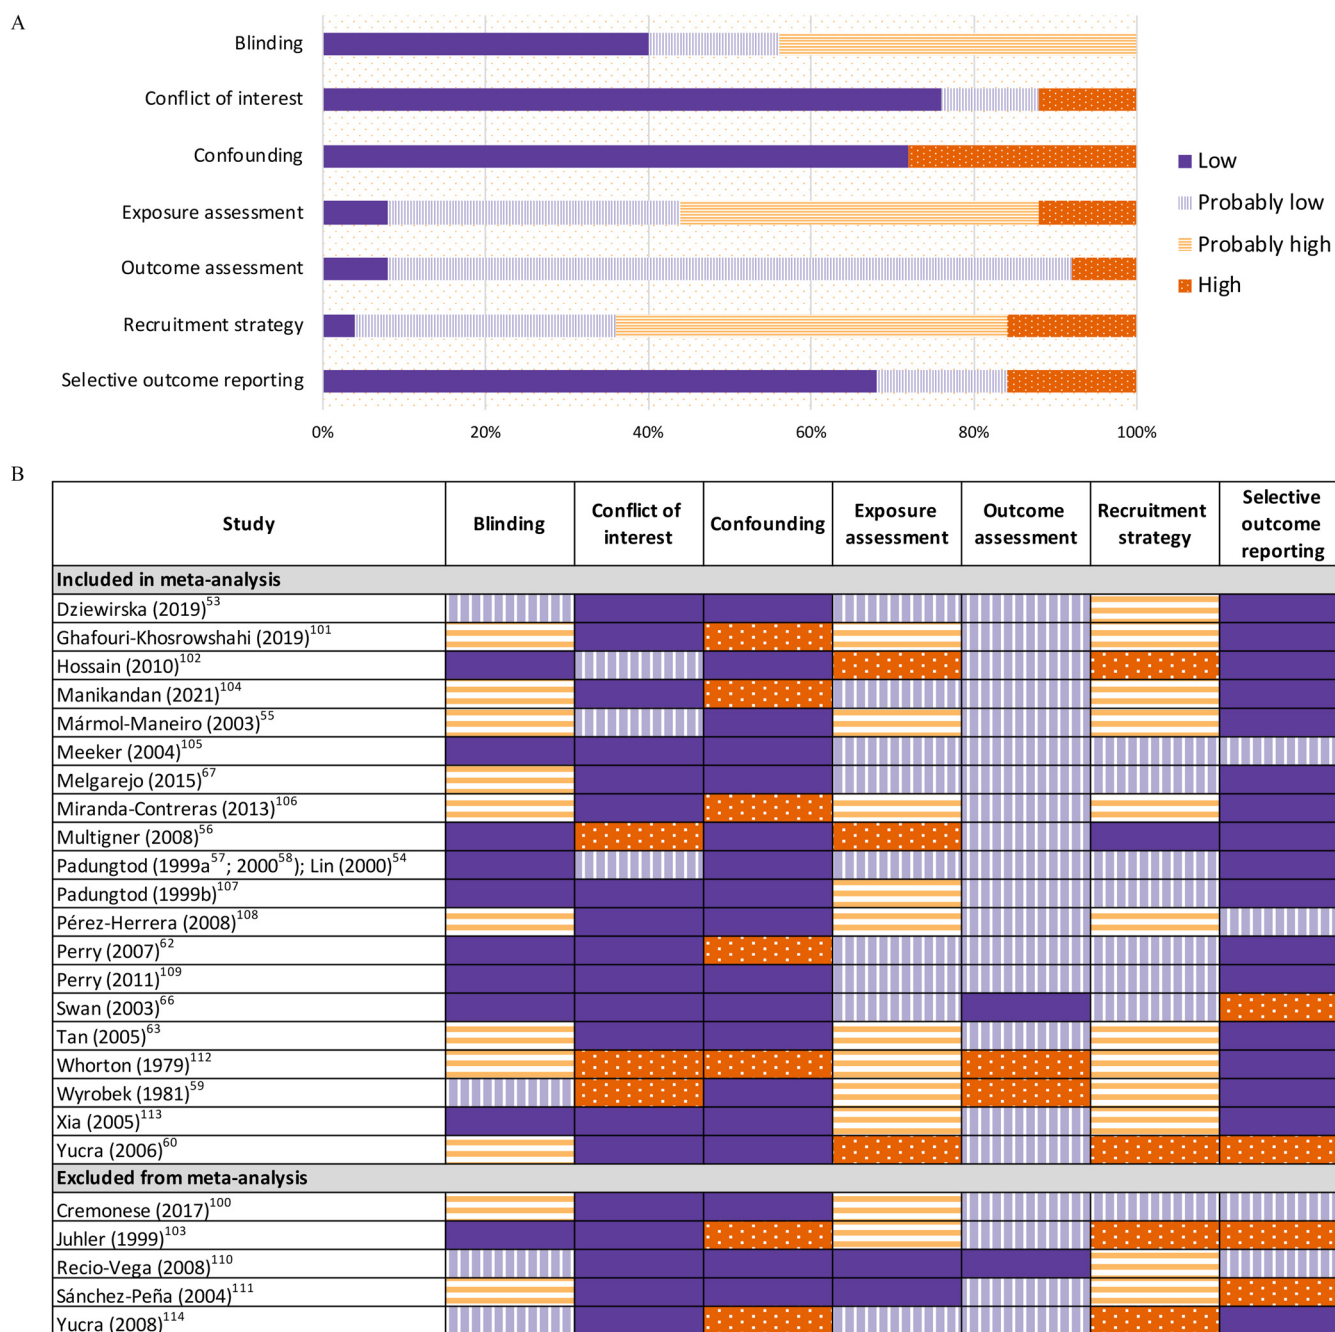 A
Blinding
Conflict of interest
Confounding
Exposure assessment
Outcome assessment
Recruitment strategy
Selective outcome reporting
0% 20% 40% 60% 80% 100%
Low
Probably low
Probably high
High
B
Study Blinding Conflict of interest Confounding Exposure assessment Outcome assessment Recruitment strategy Selective outcome reporting
Included in meta-analysis
Dziewirska (2019)53
Ghafouri-Khosrowshahi (2019)101
Hossain (2010)102
Manikandan (2021)104
Mármol-Maneiro (2003)55
Meeker (2004)105
Melgarejo (2015)67
Miranda-Contreras (2013)106
Multigner (2008)56
Padungtod (1999a57; 200058); Lin (2000)54
Padungtod (1999b)107
Pérez-Herrera (2008)108
Perry (2007)62
Perry (2011)109
Swan (2003)66
Tan (2005)63
Whorton (1979)112
Wyrobek (1981)59
Xia (2005)113
Yucra (2006)60
Excluded from meta-analysis
Cremonese (2017)100
Juhler (1999)103
Recio-Vega (2008)110
Sánchez-Peña (2004)111
Yucra (2008)114